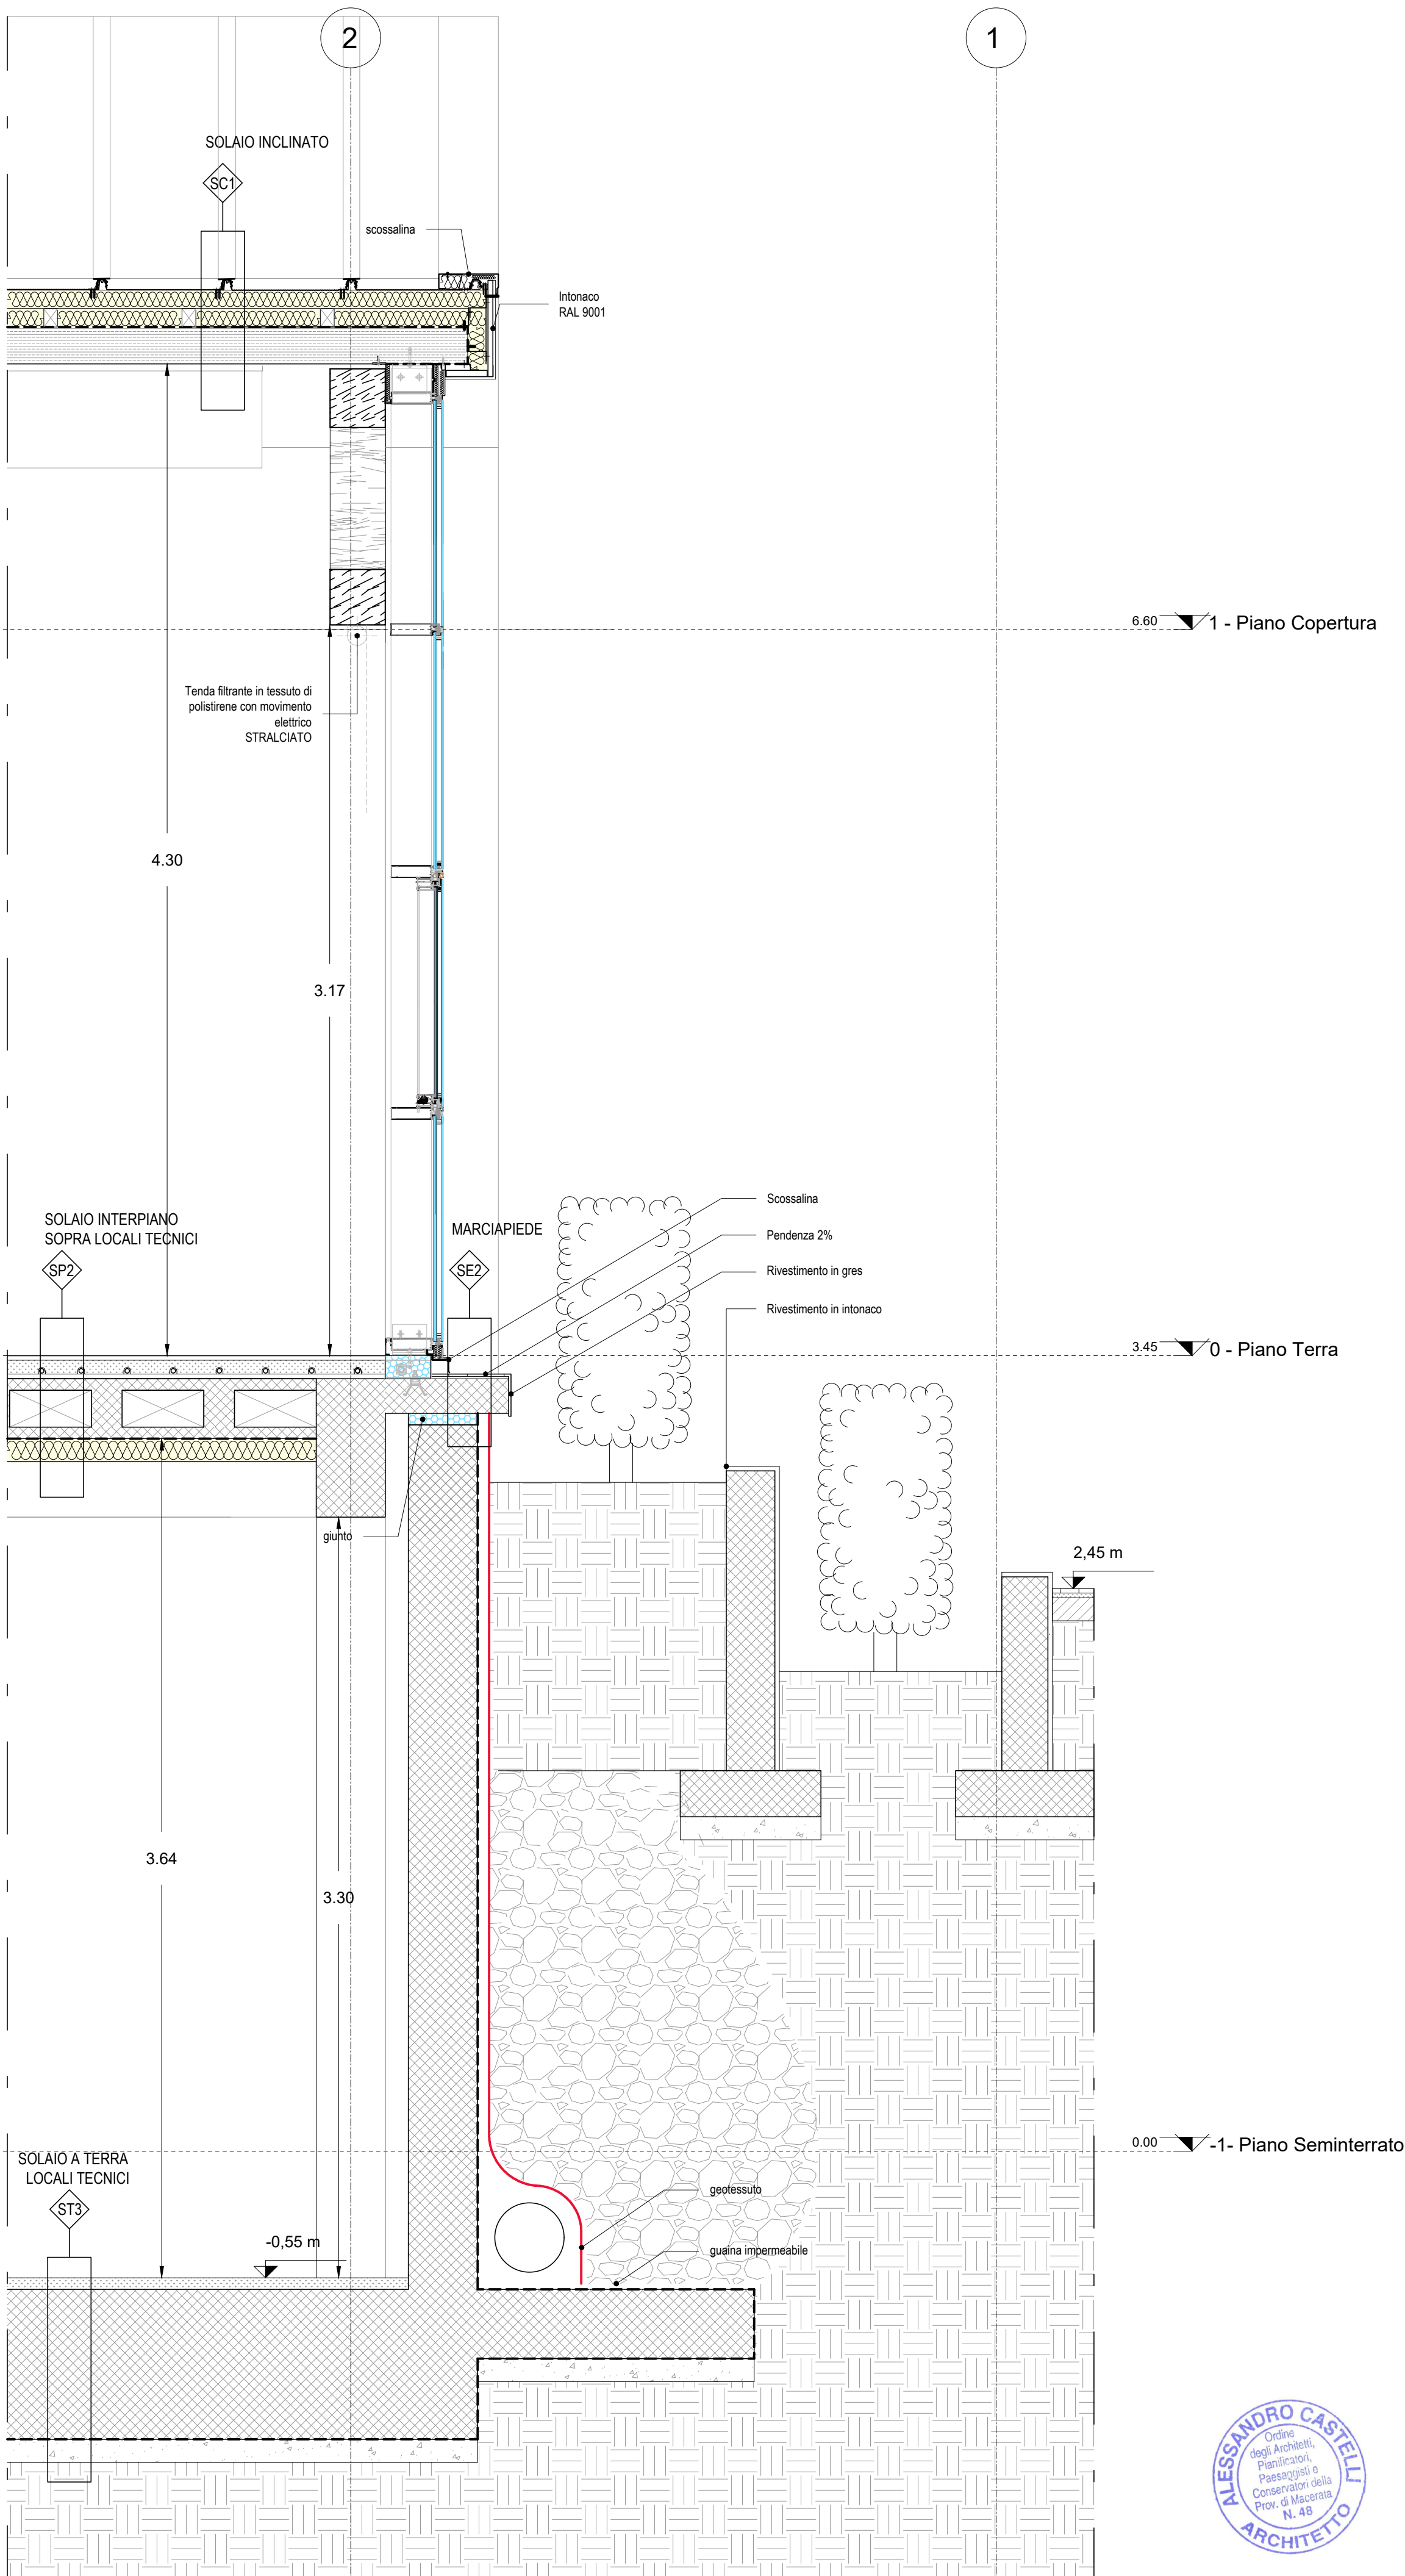 2
1
SOLAIO INCLINATO
SC1
scossalina
Intonaco
RAL 9001
6.60
1 - Piano Copertura
Tenda filtrante in tessuto di
polistirene con movimento
elettrico
STRALCIATO
4.30
3.17
Scossalina
SOLAIO INTERPIANO
SOPRA LOCALI TECNICI
SP2
MARCIAPIEDE
SE2
Pendenza 2%
Rivestimento in gres
Rivestimento in intonaco
3.45
0 - Piano Terra
giunto
2,45 m
3.64
3.30
0.00
-1- Piano Seminterrato
SOLAIO A TERRA
LOCALI TECNICI
ST3
geotessuto
-0,55 m
guaina impermeabile
ALESSANDRO CASTELLI
Ordine
degli Architetti,
Pianificatori,
Paesaggisti e
Conservatori della
Prov. di Macerata
N. 48
ARCHITETTO